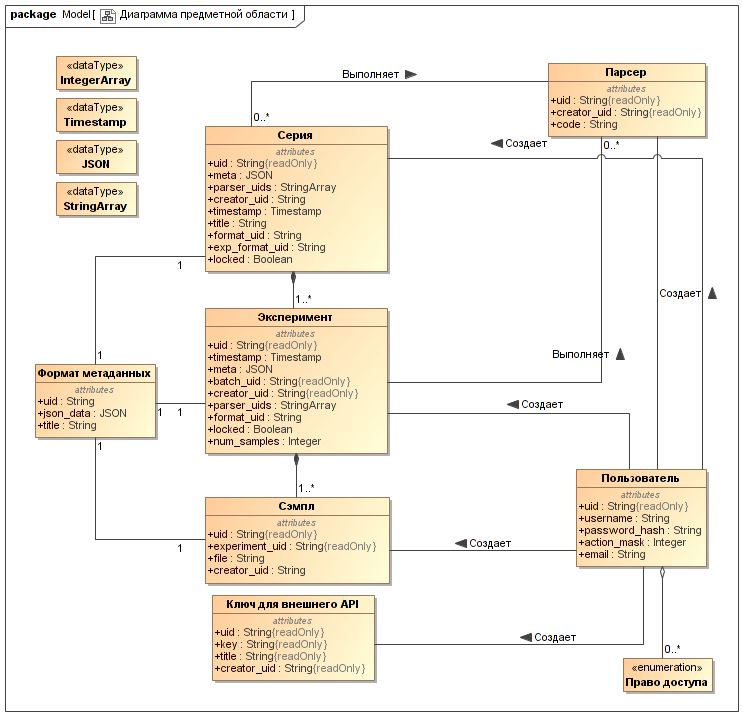 package Model [ Диаграмма предметной области ]
«dataType»
IntegerArray
«dataType»
Timestamp
«dataType»
JSON
«dataType»
StringArray
Выполняет
0..*
Парсер
attributes
+uid : String{readOnly}
+creator_uid : String{readOnly}
+code : String
0..*
Создает
Серия
attributes
+uid : String{readOnly}
+meta : JSON
+parser_uids : StringArray
+creator_uid : String
+timestamp : Timestamp
+title : String
+format_uid : String
+exp_format_uid : String
+locked : Boolean
1
1..*
Создает
Эксперимент
attributes
+uid : String{readOnly}
+timestamp : Timestamp
+meta : JSON
+batch_uid : String{readOnly}
+creator_uid : String{readOnly}
+parser_uids : StringArray
+format_uid : String
+locked : Boolean
+num_samples : Integer
Выполняет
1
Формат метаданных
attributes
+uid : String
+json_data : JSON
+title : String
1
1
1
Создает
1..*
Сэмпл
attributes
+uid : String{readOnly}
+experiment_uid : String{readOnly}
+file : String
+creator_uid : String
1
Создает
Пользователь
attributes
+uid : String{readOnly}
+username : String
+password_hash : String
+action_mask : Integer
+email : String
Ключ для внешнего API
attributes
+uid : String{readOnly}
+key : String{readOnly}
+title : String{readOnly}
+creator_uid : String{readOnly}
Создает
0..*
«enumeration»
Право доступа